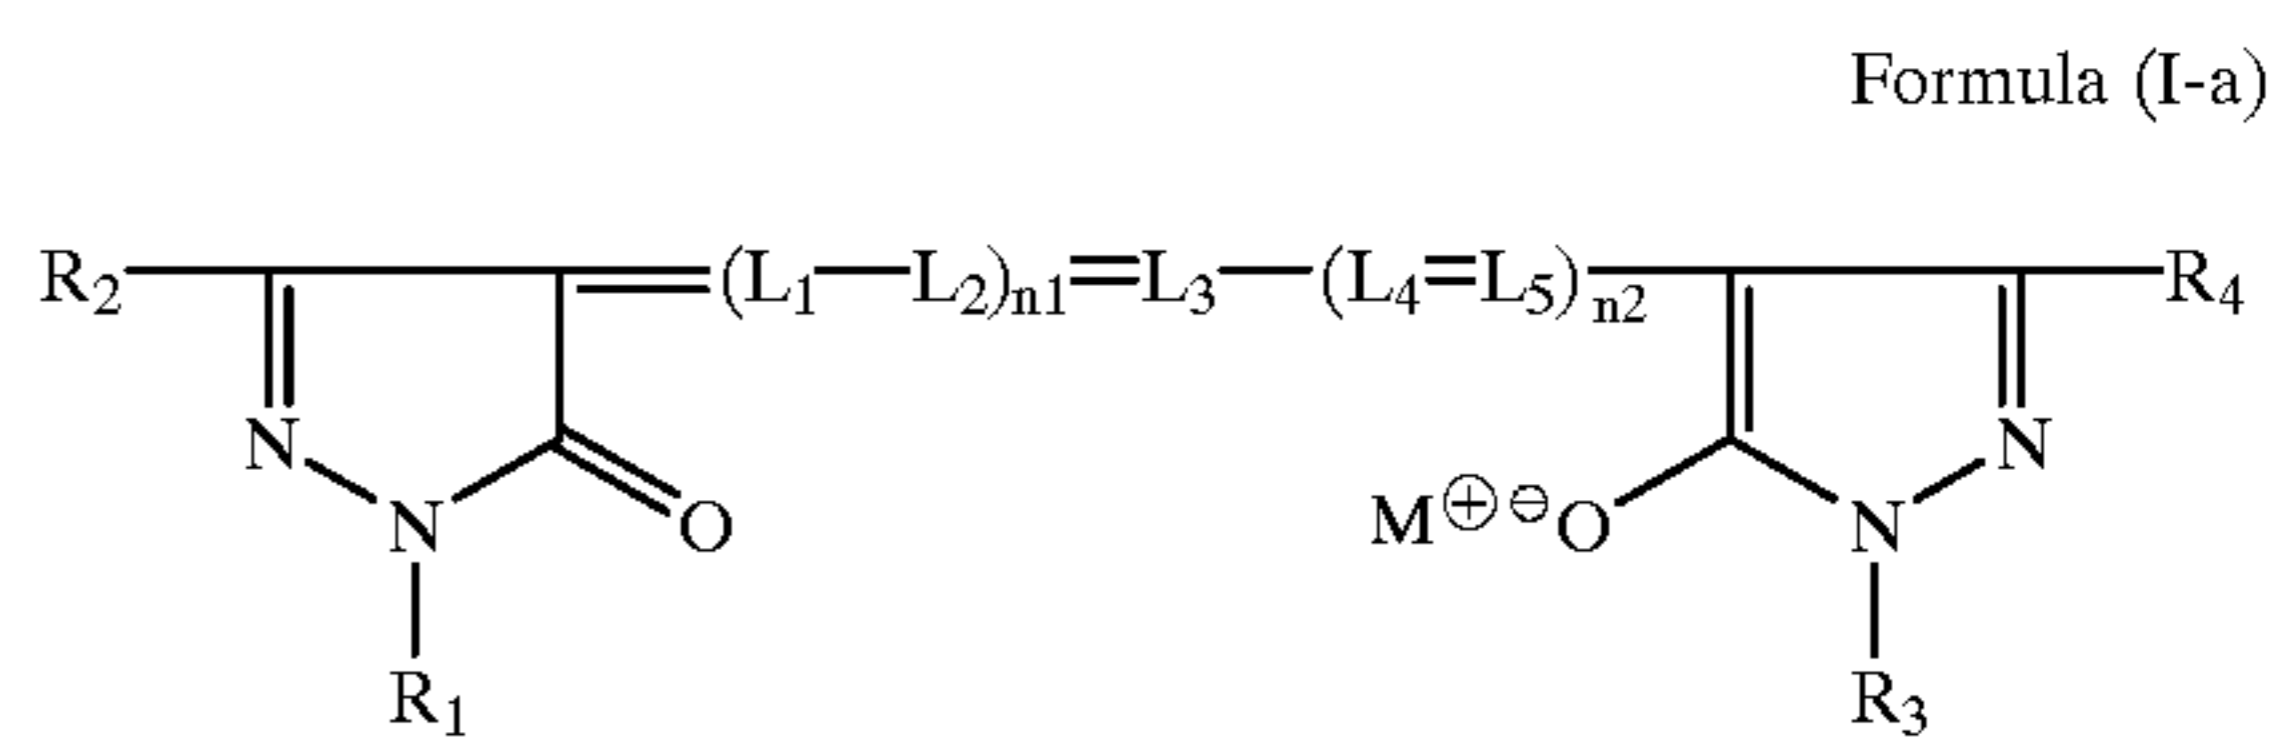 Formula (I-a)
R₂ =(L₁—L₂)n1=L₃—(L₄=L₅)n2 R₄
N N
N O M⊕ ⊖O N
R₁ R₃